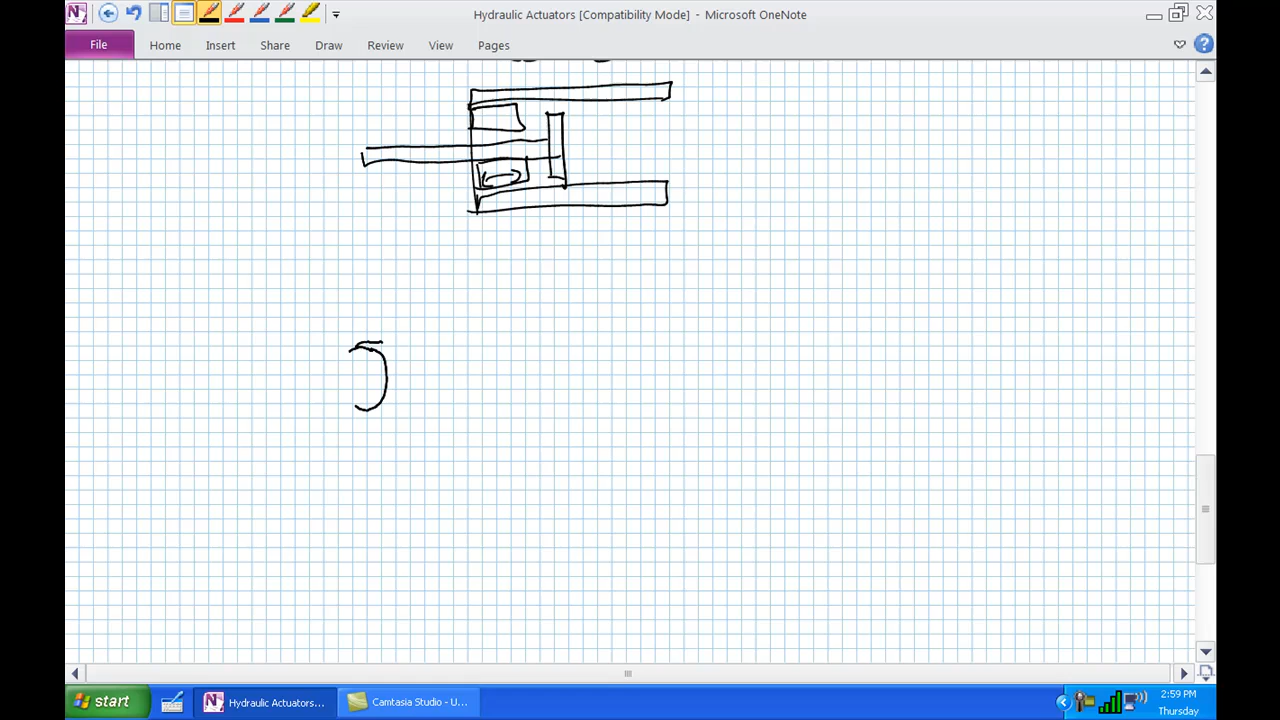 Hydraulic Actuators [Compatibility Mode] - Microsoft OneNote
File Home Insert Share Draw Review View Pages
start Hydraulic Actuators... Camtasia Studio - U... 2:59 PM
Thursday